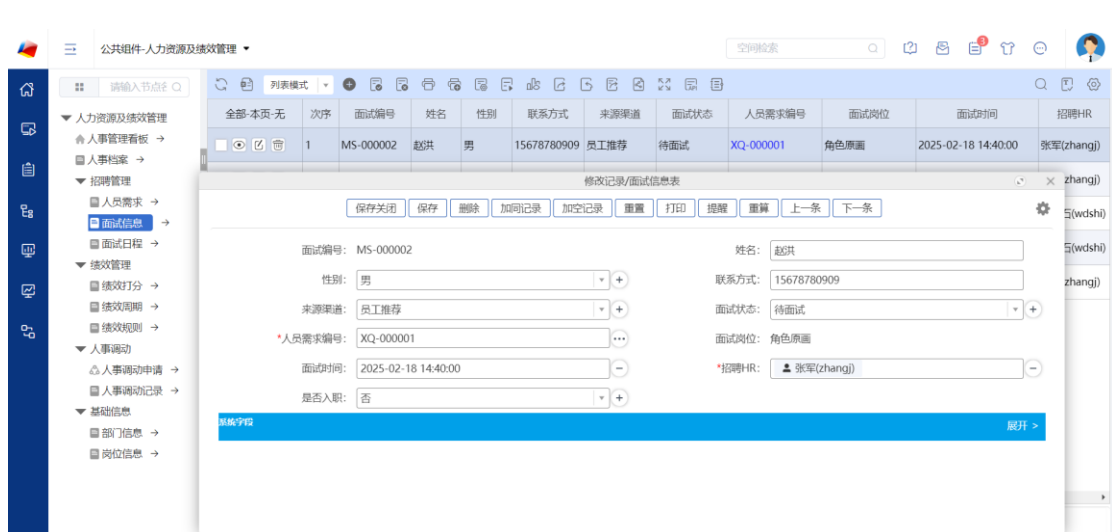 公共组件-人力资源及绩效管理
空间检索
3
请输入节点名
列表模式
人力资源及绩效管理
人事管理看板
人事档案
招聘管理
人员需求
面试信息
面试日程
绩效管理
绩效打分
绩效周期
绩效规则
人事调动
人事调动申请
人事调动记录
基础信息
部门信息
岗位信息
全部-本页-无 次序 面试编号 姓名 性别 联系方式 来源渠道 面试状态 人员需求编号 面试岗位 面试时间 招聘HR
1 MS-000002 赵洪 男 15678780909 员工推荐 待面试 XQ-000001 角色原画 2025-02-18 14:40:00 张军(zhangj)
zhangj)
(wdshi)
(wdshi)
zhangj)
修改记录/面试信息表
保存关闭 保存 删除 加同记录 加空记录 重置 打印 提醒 重算 上一条 下一条
面试编号: MS-000002 姓名: 赵洪
性别: 男 联系方式: 15678780909
来源渠道: 员工推荐 面试状态: 待面试
*人员需求编号: XQ-000001 面试岗位: 角色原画
面试时间: 2025-02-18 14:40:00 *招聘HR: 张军(zhangj)
是否入职: 否
系统字段 展开 >